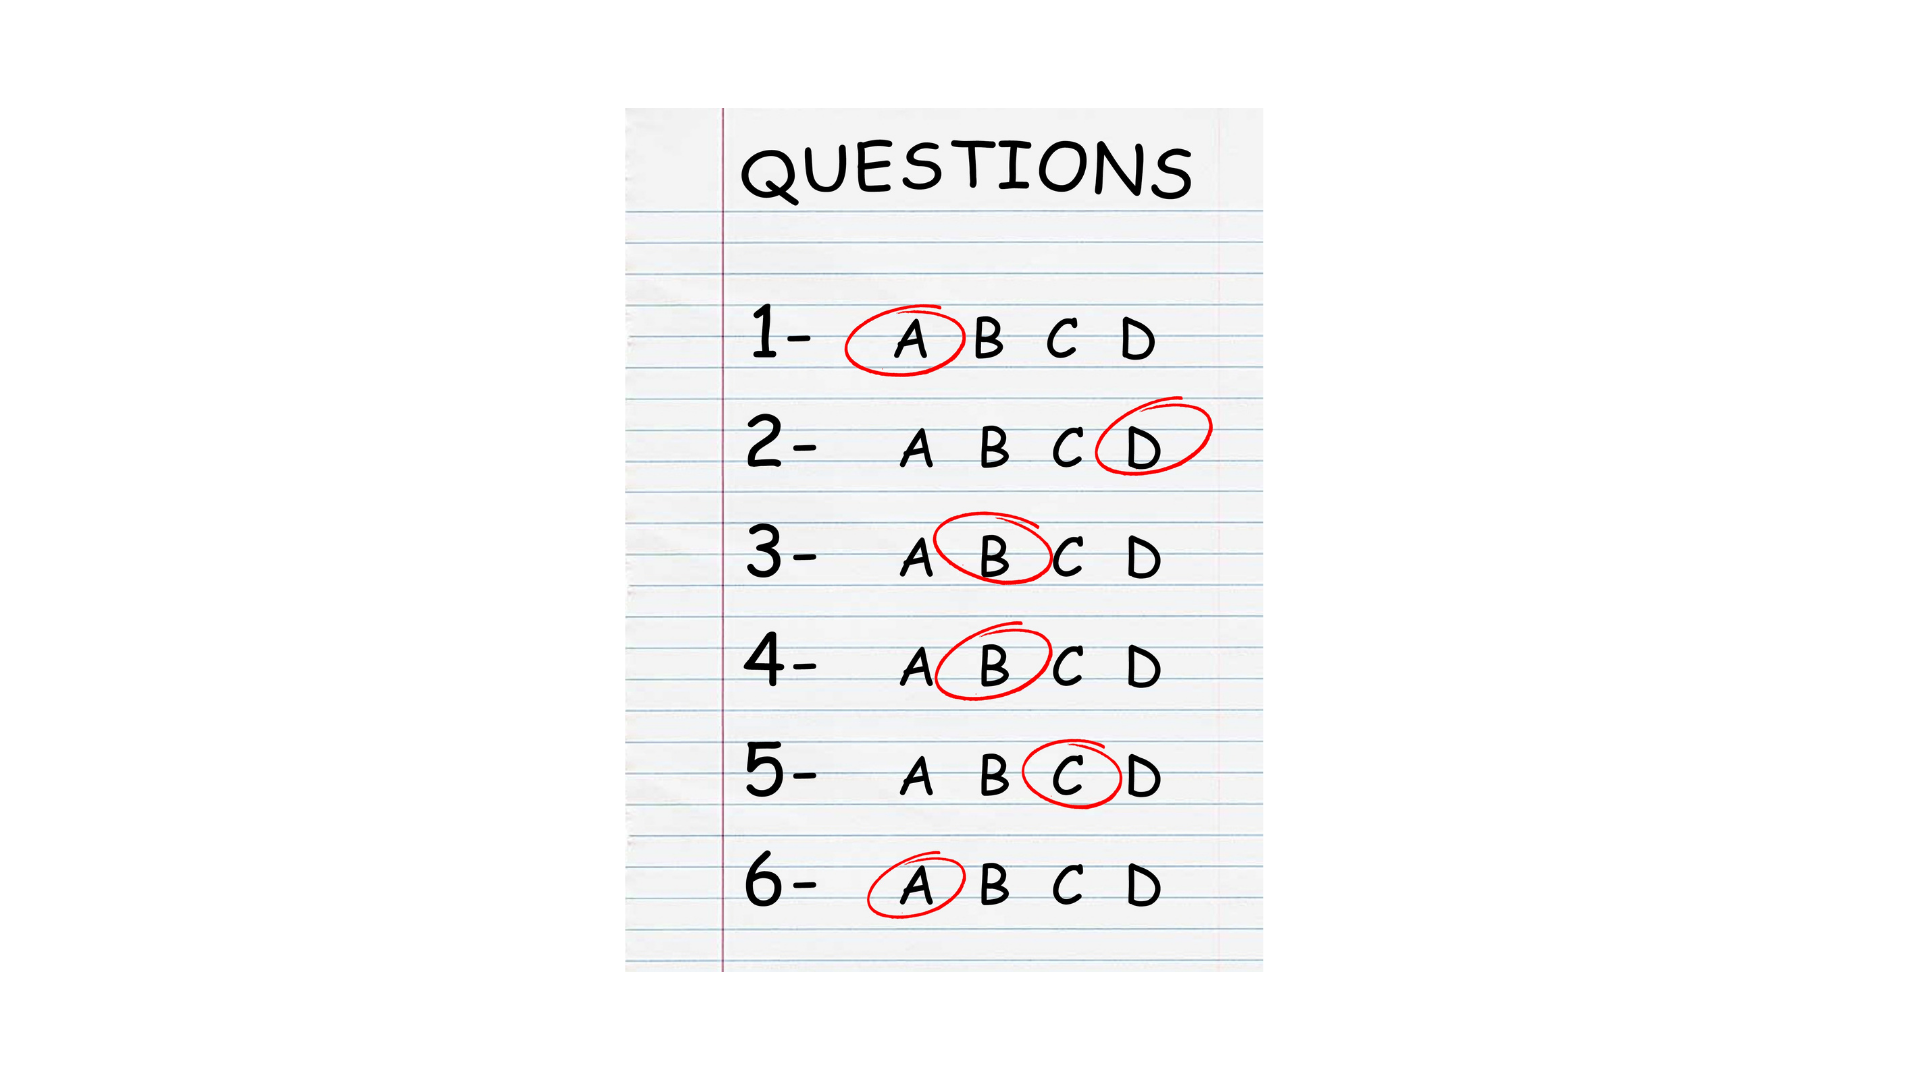 QUESTIONS
1- A B C D
2- A B C D
3- A B C D
4- A B C D
5- A B C D
6- A B C D